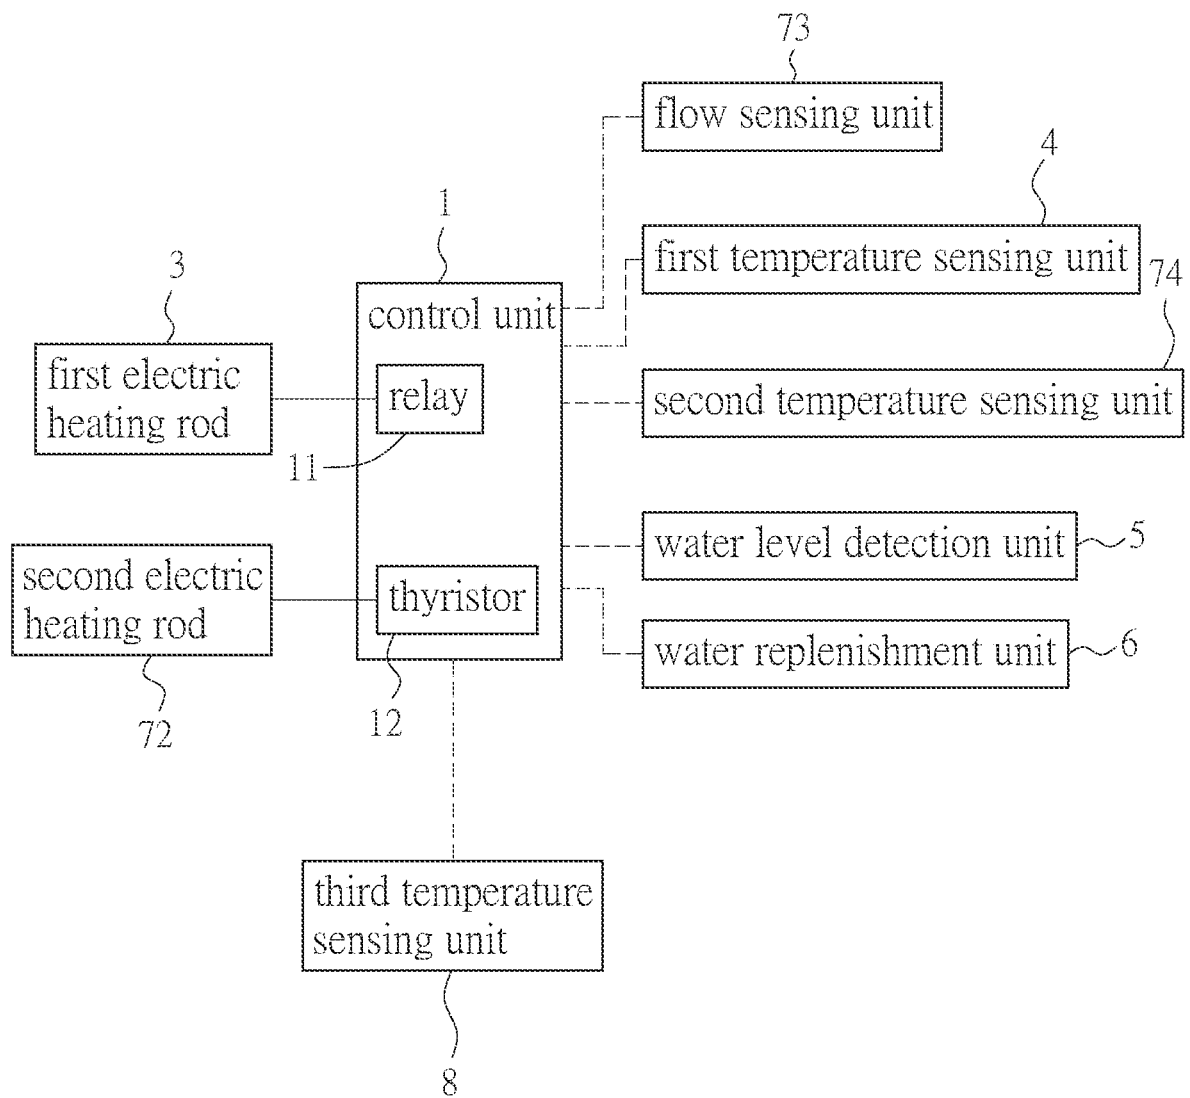 73
flow sensing unit
4
first temperature sensing unit
74
second temperature sensing unit
1
control unit
3
first electric
heating rod
relay
11
water level detection unit
5
second electric
heating rod
72
thyristor
12
water replenishment unit
6
third temperature
sensing unit
8